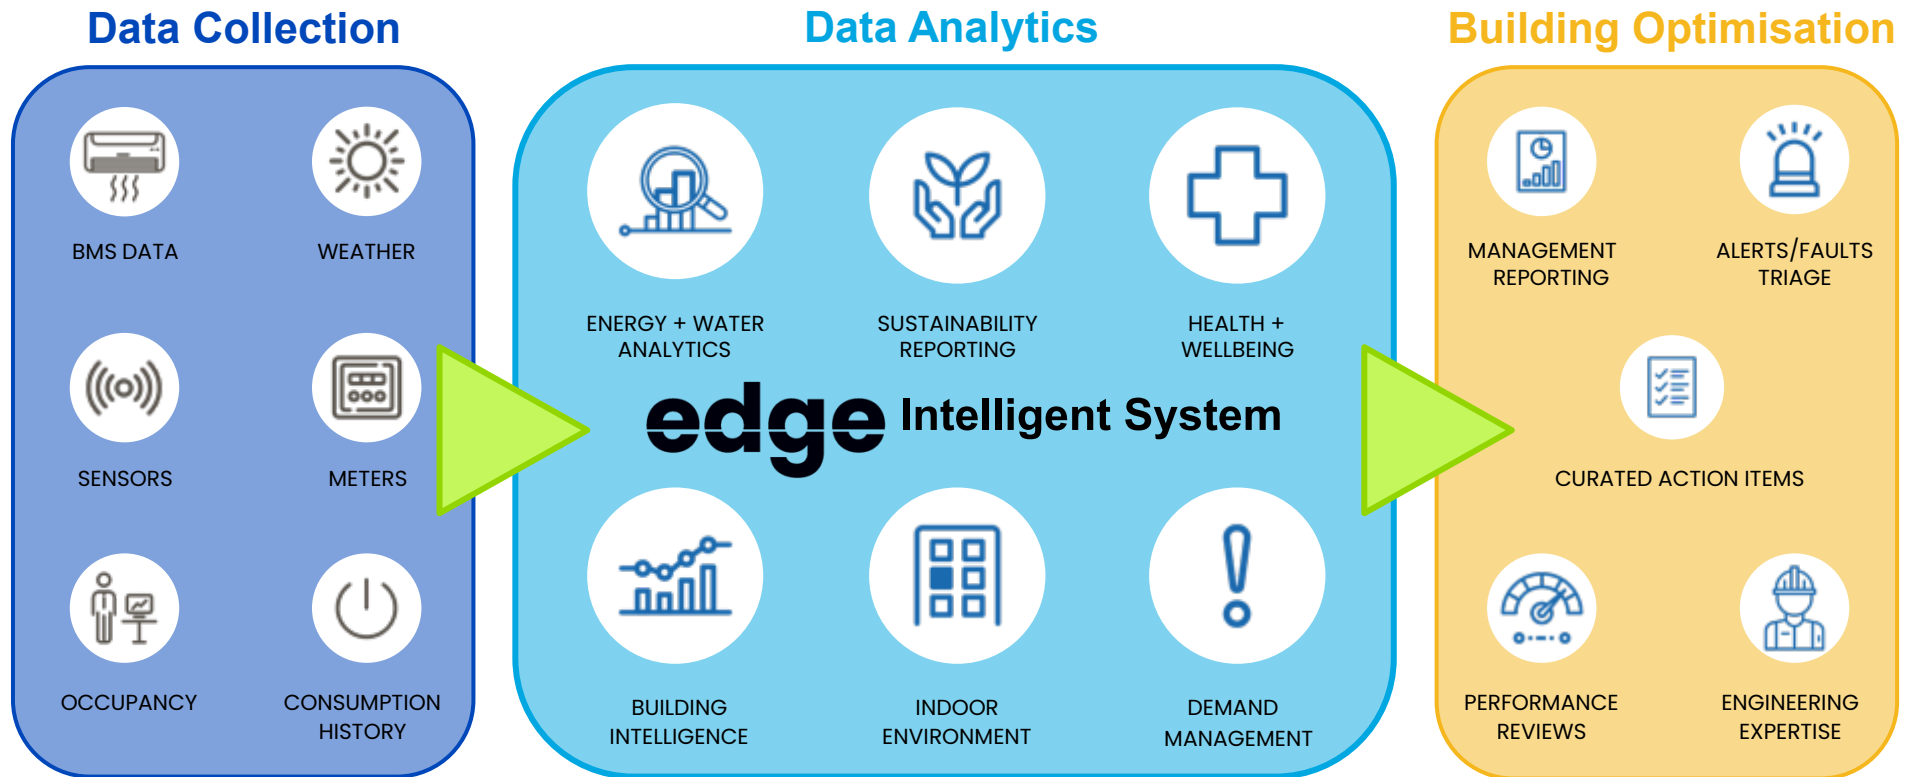 Data Collection
Data Analytics
Building Optimisation
BMS DATA
WEATHER
SENSORS
METERS
OCCUPANCY
CONSUMPTION
HISTORY
ENERGY + WATER
ANALYTICS
SUSTAINABILITY
REPORTING
HEALTH +
WELLBEING
edge Intelligent System
BUILDING
INTELLIGENCE
INDOOR
ENVIRONMENT
DEMAND
MANAGEMENT
MANAGEMENT
REPORTING
ALERTS/FAULTS
TRIAGE
CURATED ACTION ITEMS
PERFORMANCE
REVIEWS
ENGINEERING
EXPERTISE